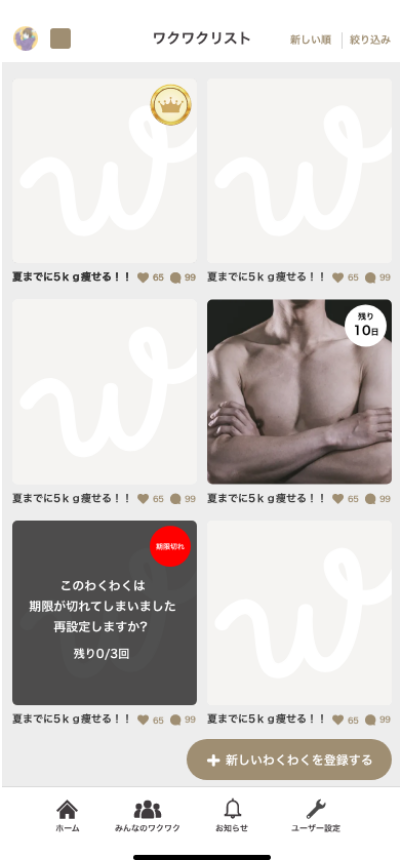 ワクワクリスト
新しい順
絞り込み
夏までに5ｋｇ痩せる！！ 65 99
夏までに5ｋｇ痩せる！！ 65 99
残り
10日
夏までに5ｋｇ痩せる！！ 65 99
夏までに5ｋｇ痩せる！！ 65 99
期限切れ
このわくわくは
期限が切れてしまいました
再設定しますか?
残り0/3回
夏までに5ｋｇ痩せる！！ 65 99
夏までに5ｋｇ痩せる！！ 65 99
+ 新しいわくわくを登録する
ホーム
みんなのワクワク
お知らせ
ユーザー設定